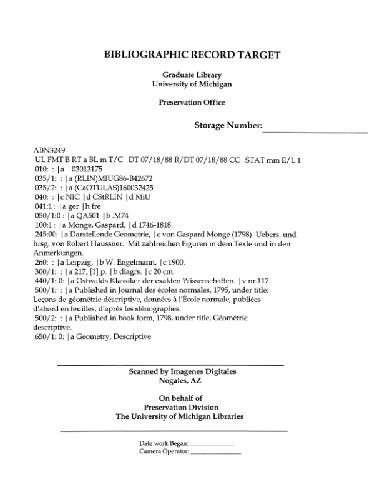 BIBLIOGRAPHIC RECORD TARGET
Graduate Library
University of Michigan
Preservation Office
Storage Number:
ABN3249
UL FMT B RT a BL m T/C DT 07/18/88 R/DT 07/18/88 CC STAT mm E/L 1
010: : |a 03013175
035/1: : |a (RLIN)MIUG86-B42672
035/2: : |a (CaOTULAS)160032425
040: |c NIC |d CStRLIN |d MiU
041:1 : |a ger |h fre
050/1:0 : |a QA501 |b .M74
100:1 : |a Monge, Gaspard, |d 1746-1818.
245:00: |a Darstellende Geometrie, |c von Gaspard Monge (1798) Uebers. und
hrsg. von Robert Haussner. Mit zahlreichen Figuren in dem Texte und in den
Anmerkungen.
260: : |a Leipzig, |b W. Engelmann, |c 1900.
300/1: : |a 217, [1] p. |b diagrs. |c 20 cm.
440/1: 0: |a Ostwalds Klassiker der exakten Wissenschaften. |v nr.117
500/1: : |a Published in Journal des écoles normales, 1795, under title:
Leçons de géométrie déscriptive, données à l'École normale, publiées
d'abord en feuilles, d'après les sténographes.
500/2: : |a Published in book form, 1798, under title, Géométrie
descriptive.
650/1: 0: |a Geometry, Descriptive
Scanned by Imagenes Digitales
Nogales, AZ
On behalf of
Preservation Division
The University of Michigan Libraries
Date work Began:
Camera Operator: